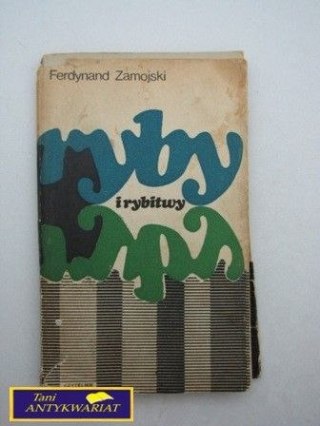 Ferdynand Zamojski
ryby
i rybitwy
Tani
ANTYKWARIAT